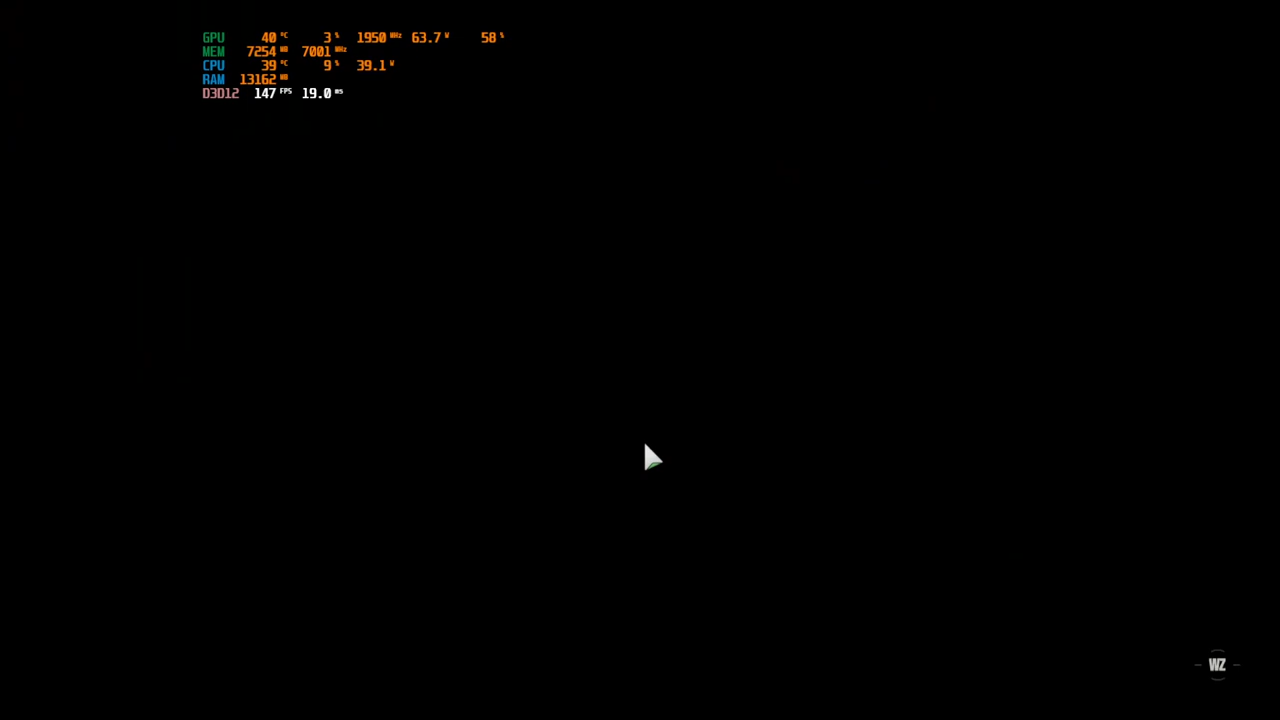 GPU 40 °C 3 % 1950 MHz 63.7 W 58 %
MEM 7254 MB 7001 MHz
CPU 39 °C 9 % 39.1 W
RAM 13162 MB
D3D12 147 FPS 19.0 ms
WZ